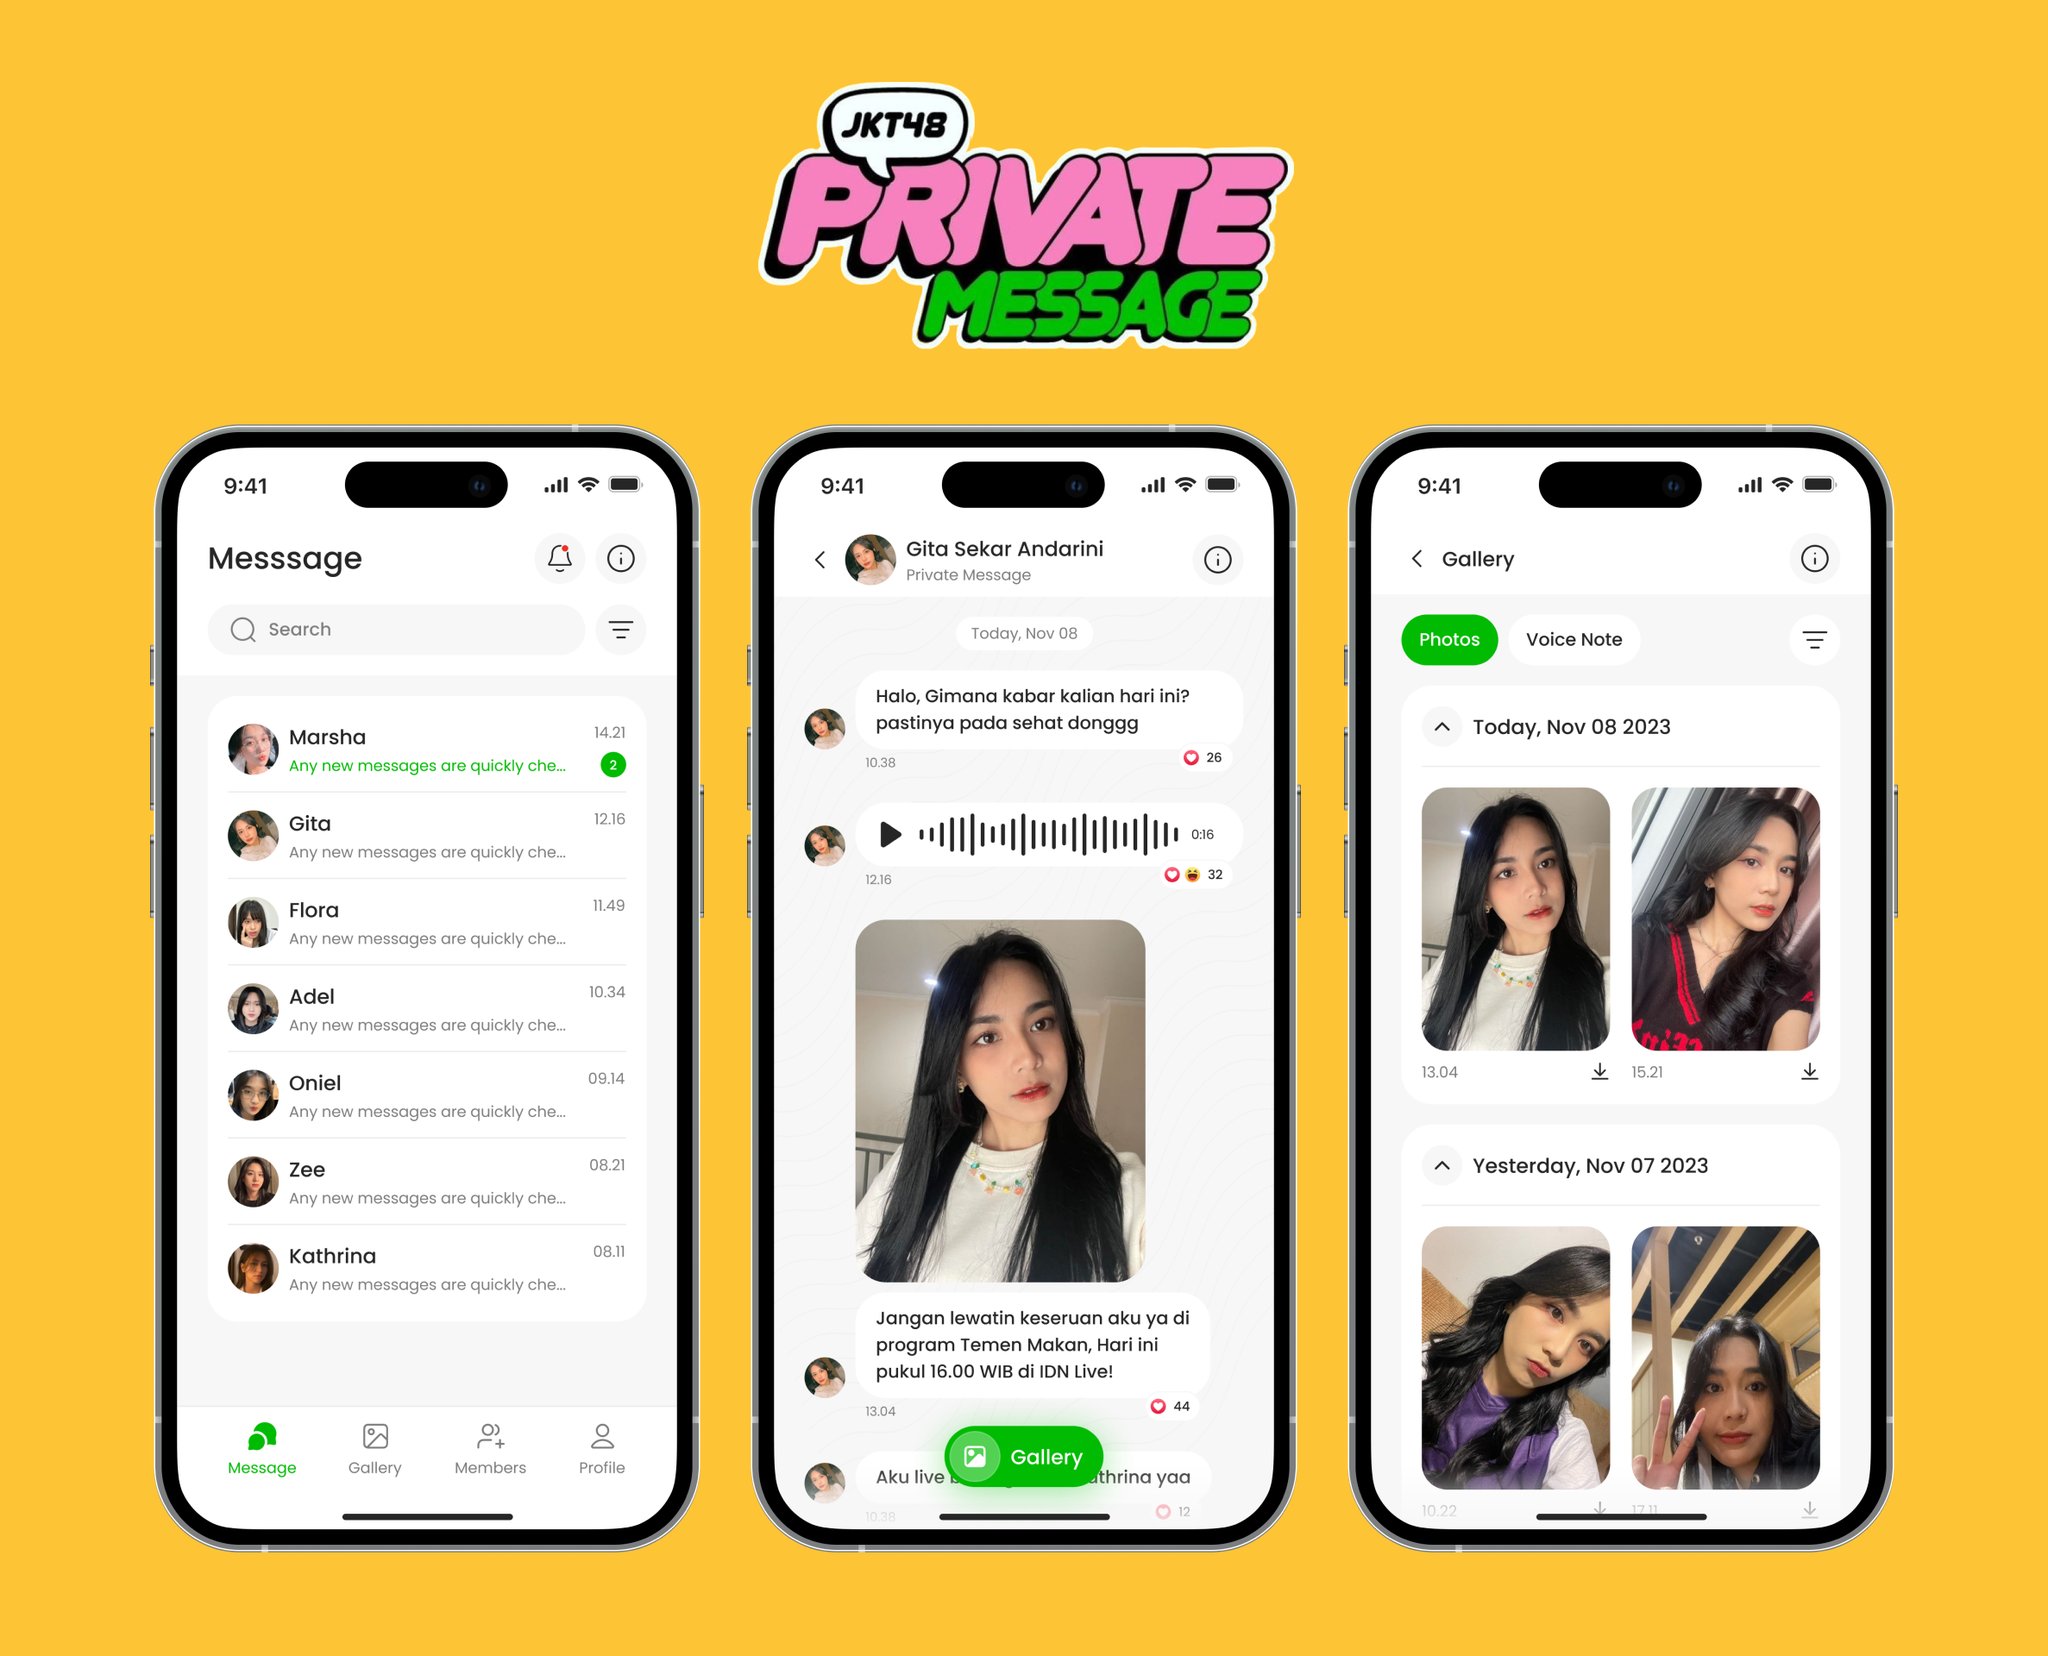 JKT48
PRIVATE
MESSAGE
9:41
Messsage
Search
Marsha
14.21
Any new messages are quickly che...
2
Gita
12.16
Any new messages are quickly che...
Flora
11.49
Any new messages are quickly che...
Adel
10.34
Any new messages are quickly che...
Oniel
09.14
Any new messages are quickly che...
Zee
08.21
Any new messages are quickly che...
Kathrina
08.11
Any new messages are quickly che...
Message
Gallery
Members
Profile
9:41
Gita Sekar Andarini
Private Message
Today, Nov 08
Halo, Gimana kabar kalian hari ini?
pastinya pada sehat donggg
10.38
26
0:16
12.16
32
Jangan lewatin keseruan aku ya di
program Temen Makan, Hari ini
pukul 16.00 WIB di IDN Live!
13.04
44
Gallery
Aku live
yaa
10.38
12
9:41
Gallery
Photos
Voice Note
Today, Nov 08 2023
13.04
15.21
Yesterday, Nov 07 2023
10.22
17.11